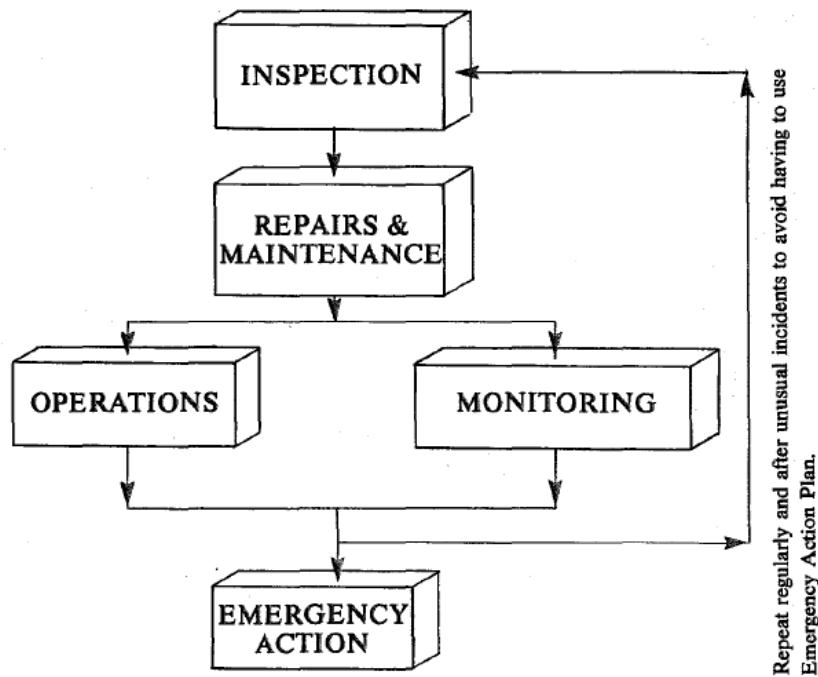 INSPECTION
REPAIRS &
MAINTENANCE
OPERATIONS
MONITORING
EMERGENCY
ACTION
Repeat regularly and after unusual incidents to avoid having to use
Emergency Action Plan.